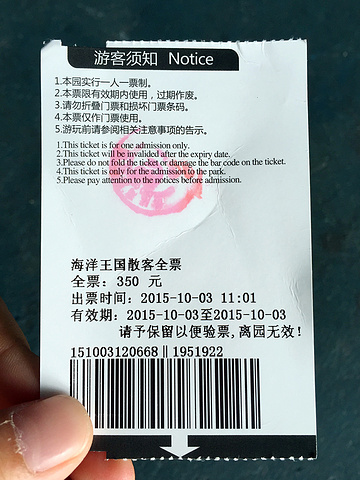 游客须知 Notice
1.本园实行一人一票制。
2.本票限有效期内使用，过期作废。
3.请勿折叠门票和损坏门票条码。
4.本票仅作门票使用。
5.游玩前请参阅相关注意事项的告示。
1.This ticket is for one admission only.
2.This ticket will be invalided after the expiry date.
3.Please do not fold the ticket or damage the bar code on the ticket.
4.This ticket is only for the admission to the park.
5.Please pay attention to the notices before admission.
海洋王国散客全票
全票：350 元
出票时间：2015-10-03 11:01
有效期：2015-10-03至2015-10-03
请予保留以便验票,离园无效！
151003120668‖1951922